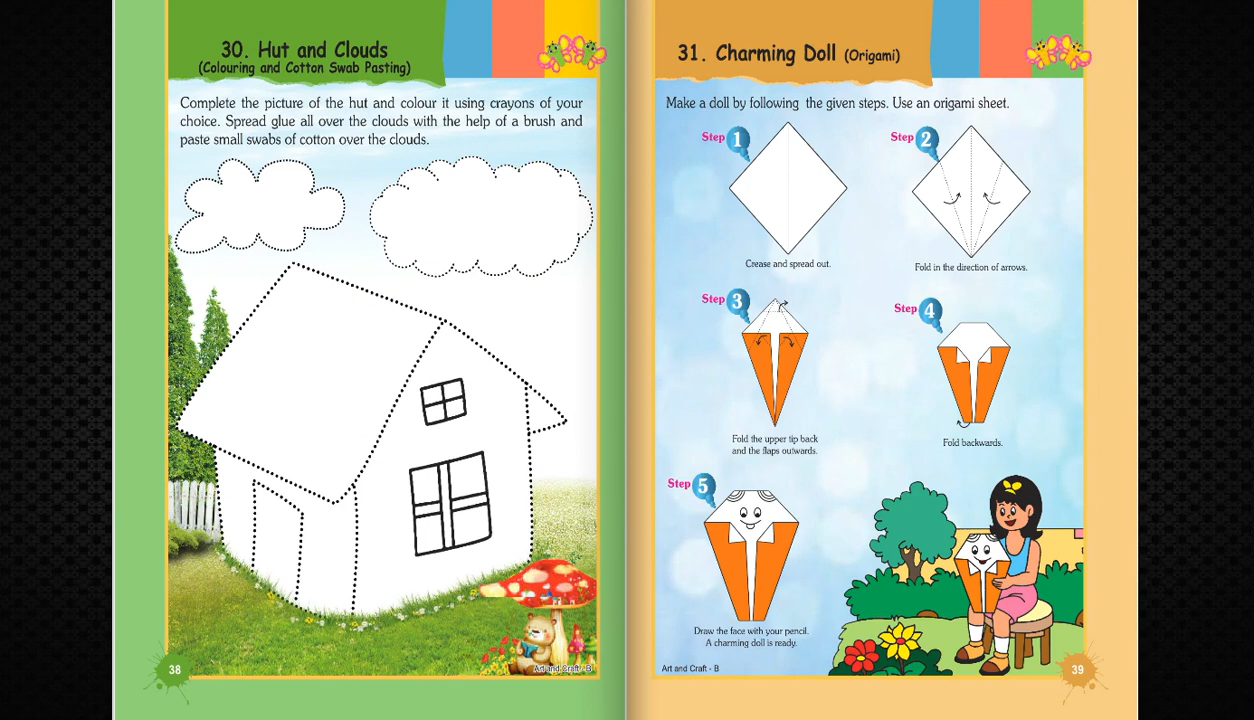 30. Hut and Clouds
(Colouring and Cotton Swab Pasting)
Complete the picture of the hut and colour it using crayons of your
choice. Spread glue all over the clouds with the help of a brush and
paste small swabs of cotton over the clouds.
Art and Craft - B
38
31. Charming Doll (Origami)
Make a doll by following the given steps. Use an origami sheet.
Step 1
Crease and spread out.
Step 2
Fold in the direction of arrows.
Step 3
Fold the upper tip back
and the flaps outwards.
Step 4
Fold backwards.
Step 5
Draw the face with your pencil.
A charming doll is ready.
Art and Craft - B
39